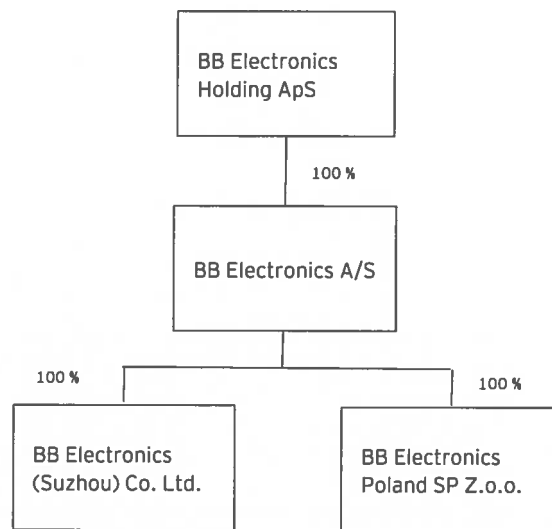 BB Electronics
Holding ApS
100 %
BB Electronics A/S
100 %
100 %
BB Electronics
(Suzhou) Co. Ltd.
BB Electronics
Poland SP Z.o.o.